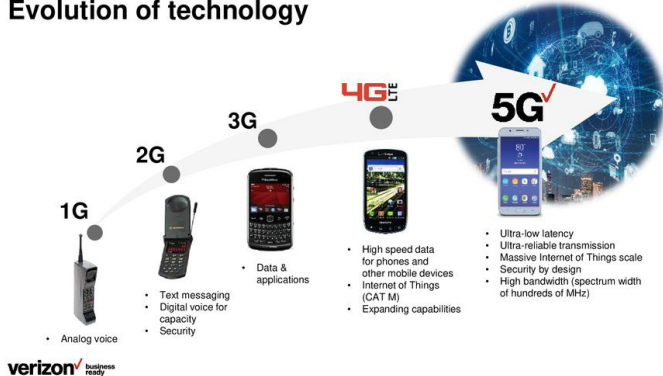 Evolution of technology
1G
• Analog voice
2G
• Text messaging
• Digital voice for
capacity
• Security
3G
• Data &
applications
4G LTE
• High speed data
for phones and
other mobile devices
• Internet of Things
(CAT M)
• Expanding capabilities
5G
• Ultra-low latency
• Ultra-reliable transmission
• Massive Internet of Things scale
• Security by design
• High bandwidth (spectrum width
of hundreds of MHz)
verizon business
ready